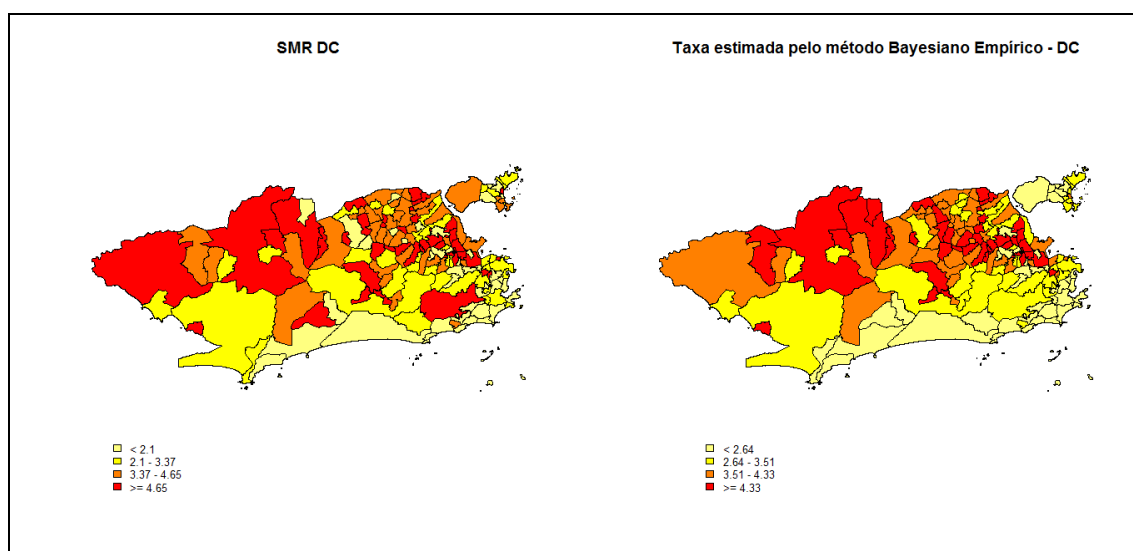 SMR DC
Taxa estimada pelo método Bayesiano Empírico - DC
< 2.1
2.1 - 3.37
3.37 - 4.65
>= 4.65
< 2.64
2.64 - 3.51
3.51 - 4.33
>= 4.33